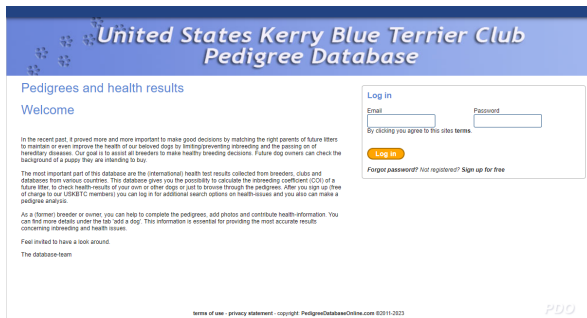 United States Kerry Blue Terrier Club
Pedigree Database
Pedigrees and health results
Welcome
In the recent past, it proved more and more important to make good decisions by matching the right parents of future litters
to maintain or even improve the health of our beloved dogs by limiting/preventing inbreeding and the passing on of
hereditary diseases. Our goal is to assist all breeders to make healthy breeding decisions. Future dog owners can check the
background of a puppy they are intending to buy.
The most important part of this database are the (international) health test results collected from breeders, clubs and
databases from various countries. This database gives you the possibility to calculate the inbreeding coefficient (COI) of a
future litter, to check health-results of your own or other dogs or just to browse through the pedigrees. After you sign up (free
of charge to our USKBTC members) you can log in for additional search options on health-issues and you also can make a
pedigree analysis.
As a (former) breeder or owner, you can help to complete the pedigrees, add photos and contribute health-information. You
can find more details under the tab 'add a dog'. This information is essential for providing the most accurate results
concerning inbreeding and health issues.
Feel invited to have a look around.
The database-team
Log in
Email Password
By clicking you agree to this sites terms.
Log in
Forgot password? Not registered? Sign up for free
terms of use - privacy statement - copyright: PedigreeDatabaseOnline.com ©2011-2023
PDO